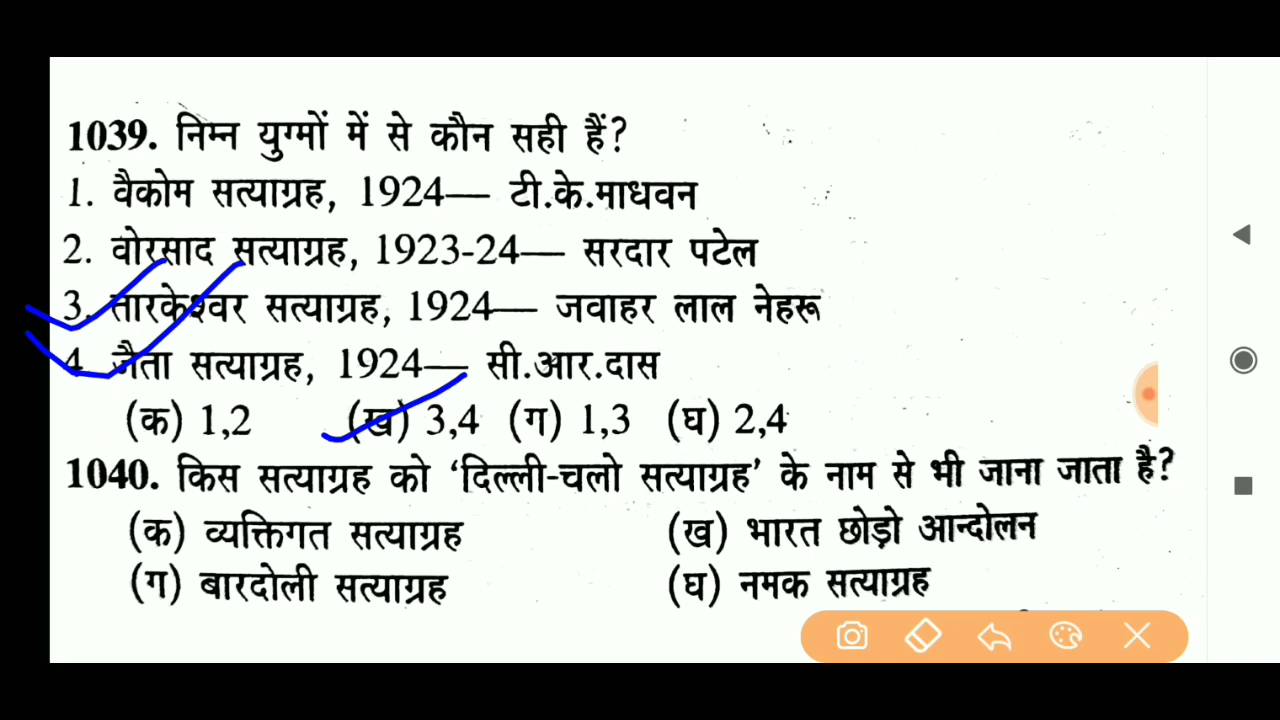 1039. निम्न युग्मों में से कौन सही हैं?
1. वैकोम सत्याग्रह, 1924— टी.के.माधवन
2. वोरसाद सत्याग्रह, 1923-24— सरदार पटेल
3. तारकेश्वर सत्याग्रह, 1924— जवाहर लाल नेहरू
4. जैता सत्याग्रह, 1924— सी.आर.दास
(क) 1,2 (ख) 3,4 (ग) 1,3 (घ) 2,4
1040. किस सत्याग्रह को ‘दिल्ली-चलो सत्याग्रह’ के नाम से भी जाना जाता है?
(क) व्यक्तिगत सत्याग्रह (ख) भारत छोड़ो आन्दोलन
(ग) बारदोली सत्याग्रह (घ) नमक सत्याग्रह